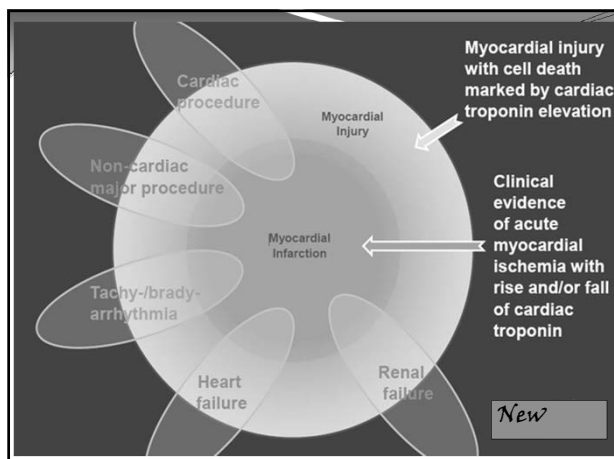 Cardiac
procedure
Non-cardiac
major procedure
Tachy-/brady-
arrhythmia
Heart
failure
Renal
failure
Myocardial
Injury
Myocardial
Infarction
Myocardial injury
with cell death
marked by cardiac
troponin elevation
Clinical
evidence
of acute
myocardial
ischemia with
rise and/or fall
of cardiac
troponin
New